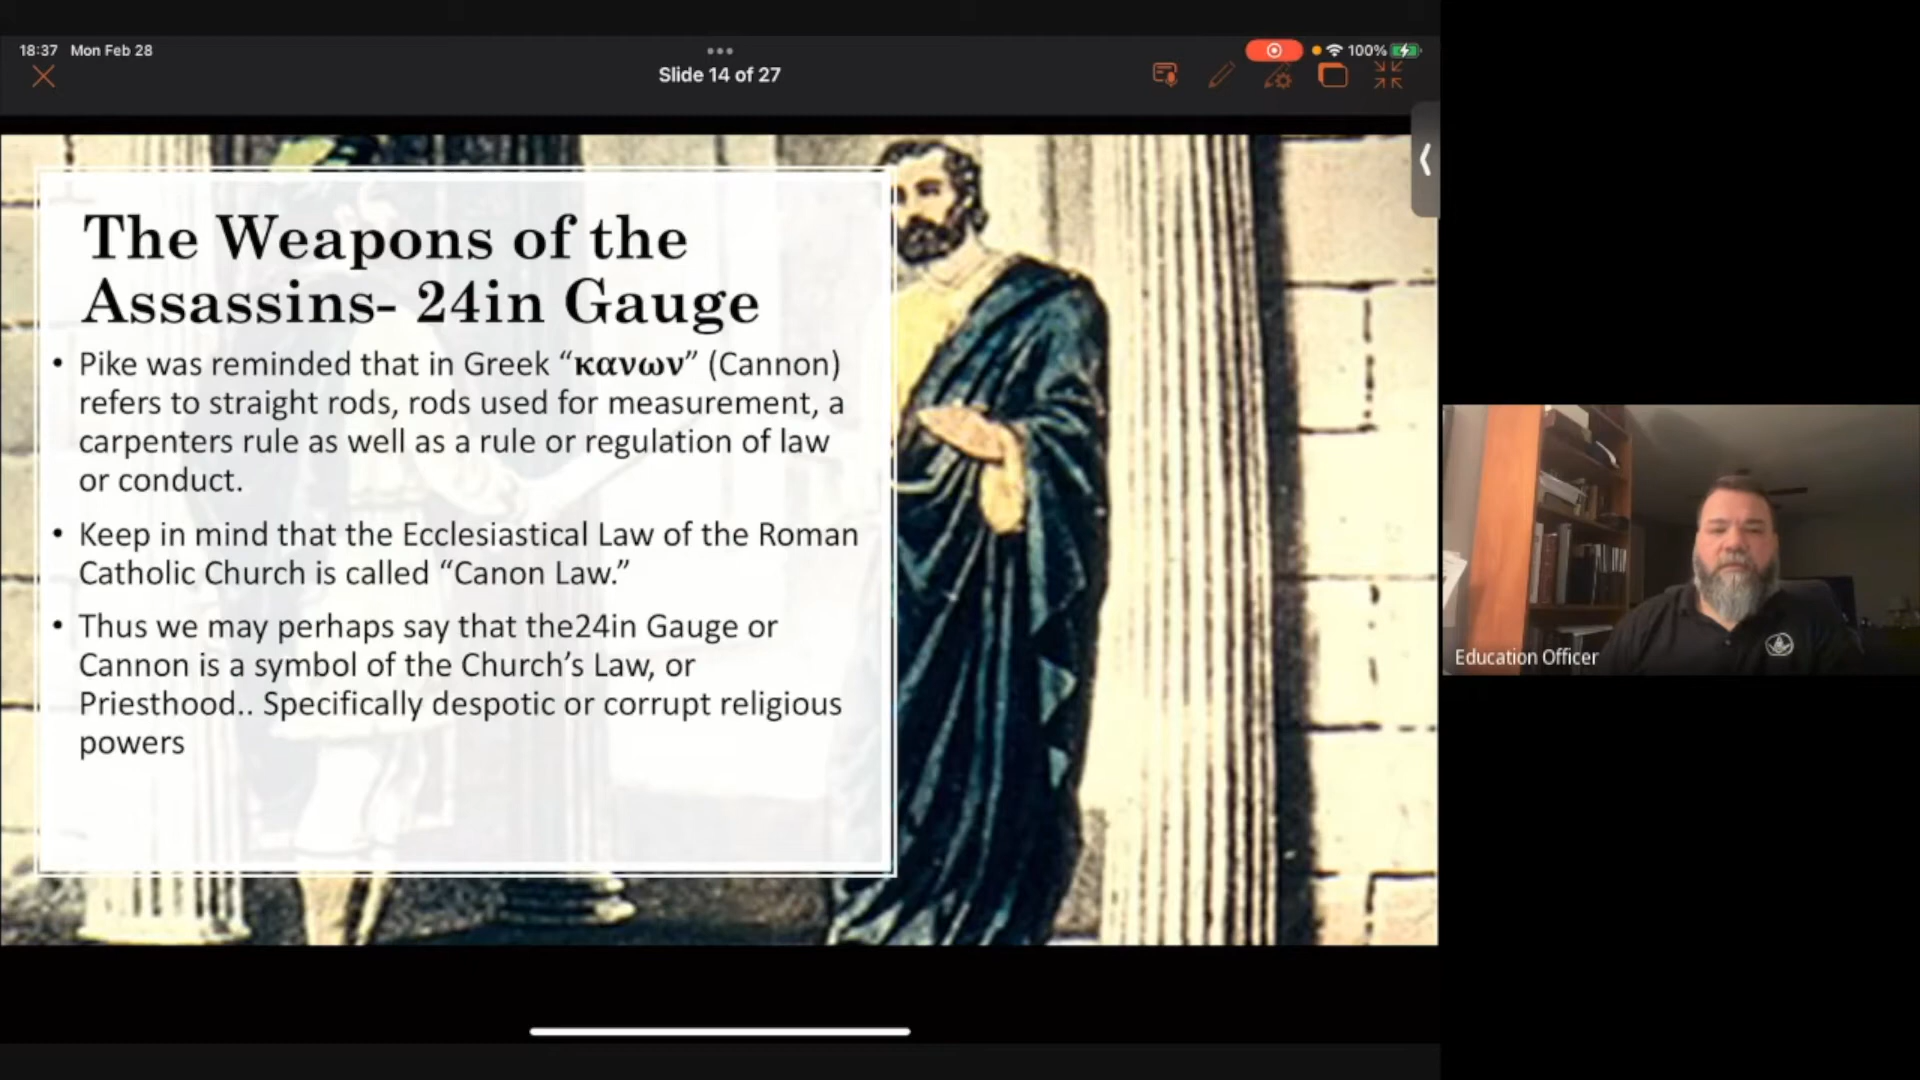 18:37 Mon Feb 28
100%
Slide 14 of 27
The Weapons of the
Assassins- 24in Gauge
• Pike was reminded that in Greek “κανων” (Cannon)
refers to straight rods, rods used for measurement, a
carpenters rule as well as a rule or regulation of law
or conduct.
• Keep in mind that the Ecclesiastical Law of the Roman
Catholic Church is called “Canon Law.”
• Thus we may perhaps say that the24in Gauge or
Cannon is a symbol of the Church’s Law, or
Priesthood.. Specifically despotic or corrupt religious
powers
Education Officer